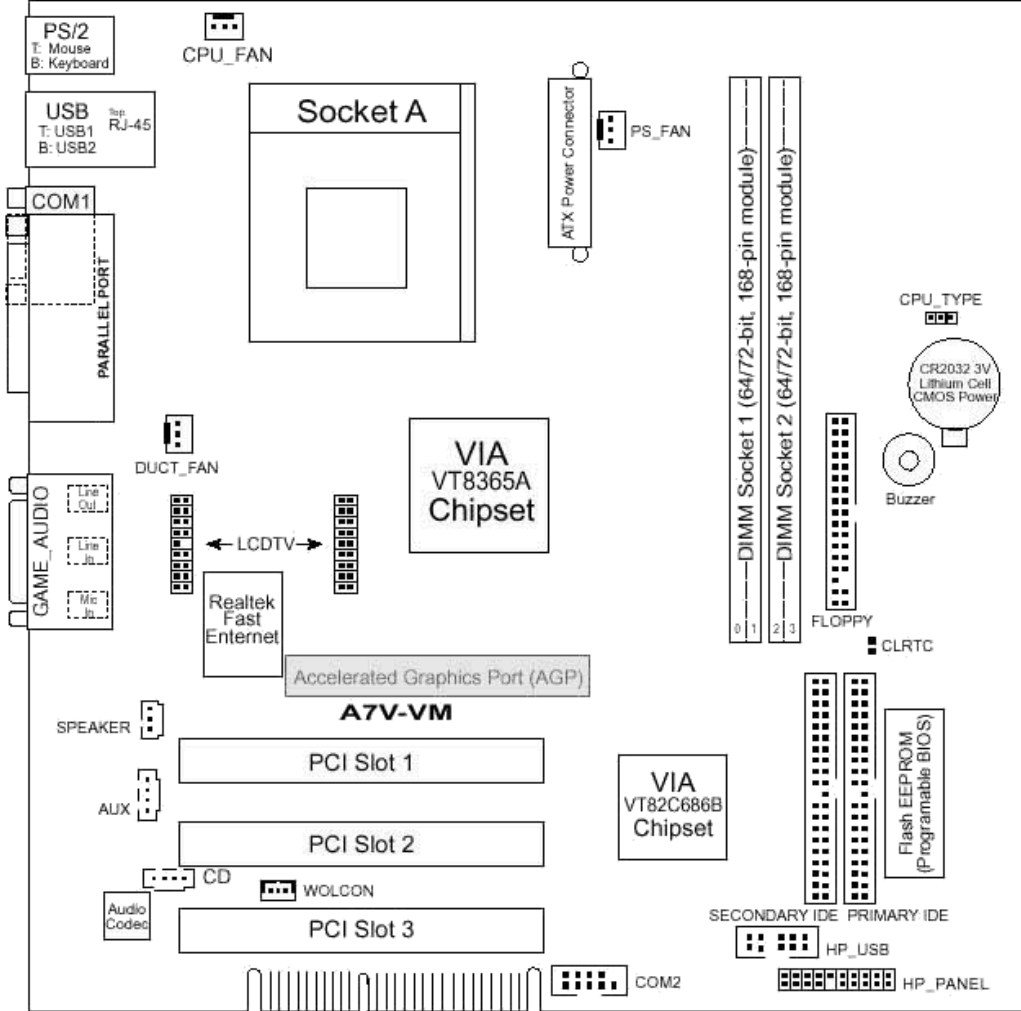 PS/2
T: Mouse
B: Keyboard
CPU_FAN
USB
T: USB1
B: USB2
Top
RJ-45
Socket A
ATX Power Connector
PS_FAN
COM1
PARALLEL PORT
DIMM Socket 1 (64/72-bit, 168-pin module)
DIMM Socket 2 (64/72-bit, 168-pin module)
0 1
2 3
CPU_TYPE
CR2032 3V
Lithium Cell
CMOS Power
Buzzer
DUCT_FAN
VIA
VT8365A
Chipset
GAME_AUDIO
Line
Out
Line
In
Mic
In
LCDTV
Realtek
Fast
Enternet
FLOPPY
CLRTC
Accelerated Graphics Port (AGP)
A7V-VM
SPEAKER
PCI Slot 1
AUX
VIA
VT82C686B
Chipset
Flash EEPROM
(Programable BIOS)
PCI Slot 2
CD
WOLCON
Audio
Codec
PCI Slot 3
SECONDARY IDE
PRIMARY IDE
HP_USB
COM2
HP_PANEL